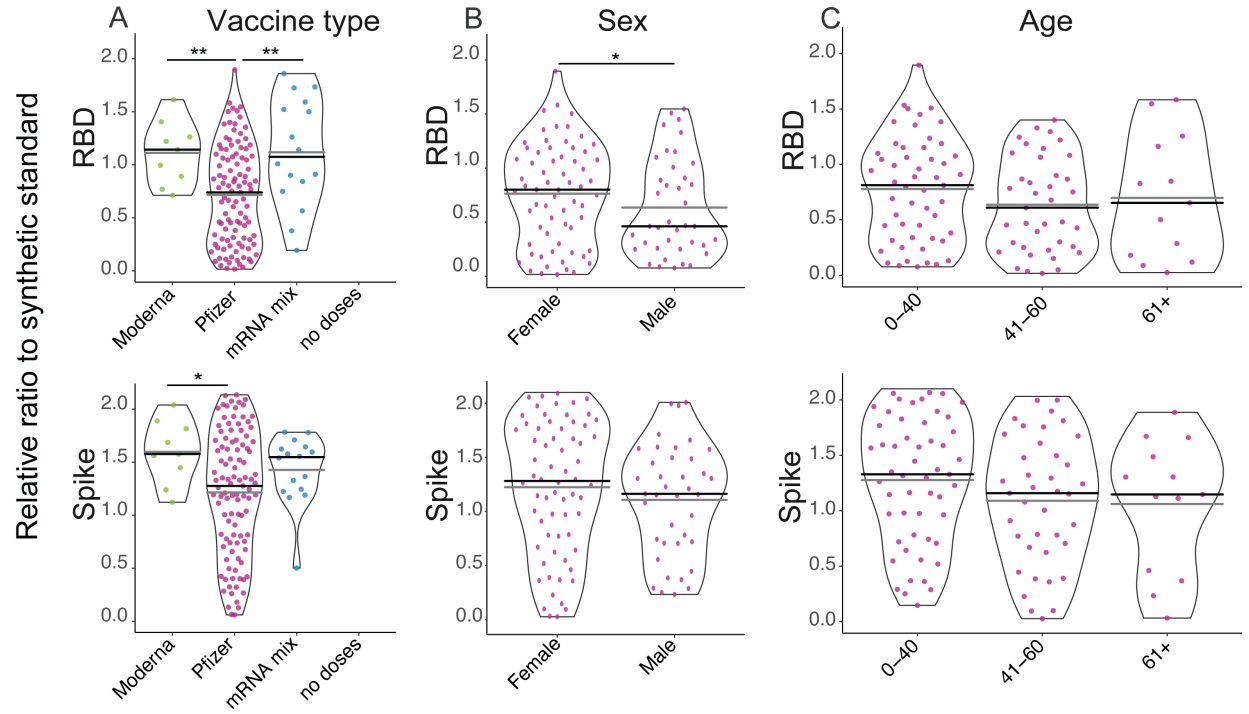 A Vaccine type
B Sex
C Age
Relative ratio to synthetic standard
RBD
2.0
1.5
1.0
0.5
0.0
** **
Moderna
Pfizer
mRNA mix
no doses
RBD
2.0
1.5
1.0
0.5
0.0
*
Female
Male
RBD
2.0
1.5
1.0
0.5
0.0
0–40
41–60
61+
Spike
2.0
1.5
1.0
0.5
0.0
*
Moderna
Pfizer
mRNA mix
no doses
Spike
2.0
1.5
1.0
0.5
0.0
Female
Male
Spike
2.0
1.5
1.0
0.5
0.0
0–40
41–60
61+